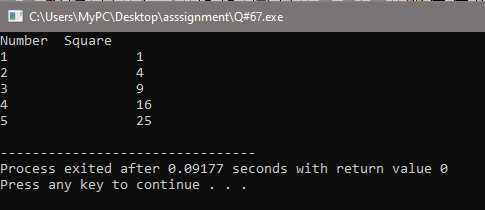 C:\Users\MyPC\Desktop\asssignment\Q#67.exe
Number  Square
1                1
2                4
3                9
4                16
5                25
--------------------------------
Process exited after 0.09177 seconds with return value 0
Press any key to continue . . .